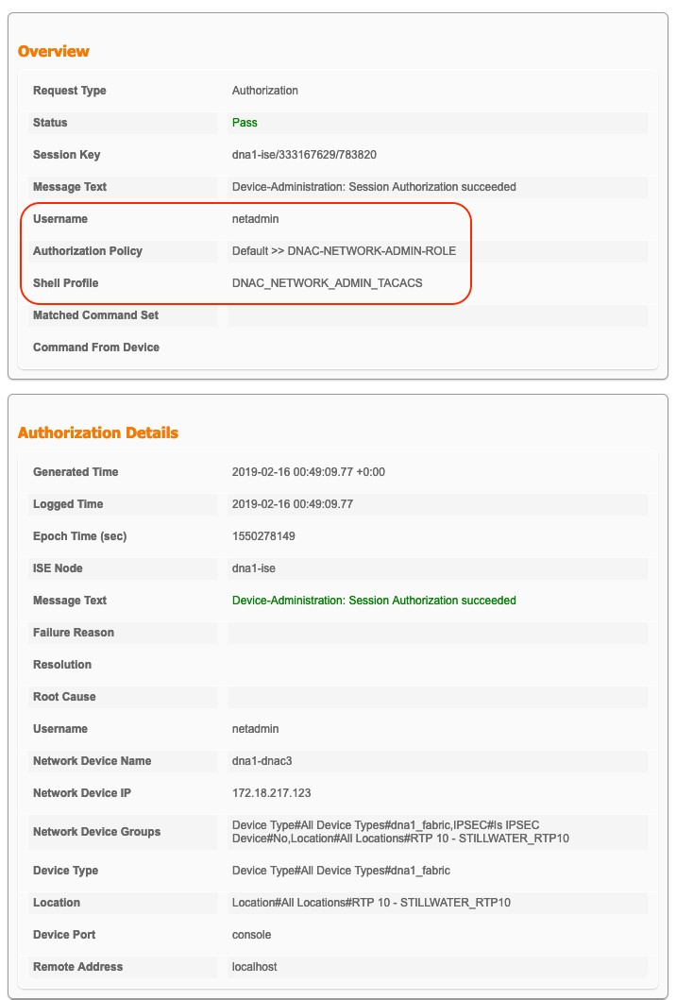 Overview
Request Type Authorization
Status Pass
Session Key dna1-ise/333167629/783820
Message Text Device-Administration: Session Authorization succeeded
Username netadmin
Authorization Policy Default >> DNAC-NETWORK-ADMIN-ROLE
Shell Profile DNAC_NETWORK_ADMIN_TACACS
Matched Command Set
Command From Device
Authorization Details
Generated Time 2019-02-16 00:49:09.77 +0:00
Logged Time 2019-02-16 00:49:09.77
Epoch Time (sec) 1550278149
ISE Node dna1-ise
Message Text Device-Administration: Session Authorization succeeded
Failure Reason
Resolution
Root Cause
Username netadmin
Network Device Name dna1-dnac3
Network Device IP 172.18.217.123
Network Device Groups Device Type#All Device Types#dna1_fabric,IPSEC#Is IPSEC
Device#No,Location#All Locations#RTP 10 - STILLWATER_RTP10
Device Type Device Type#All Device Types#dna1_fabric
Location Location#All Locations#RTP 10 - STILLWATER_RTP10
Device Port console
Remote Address localhost